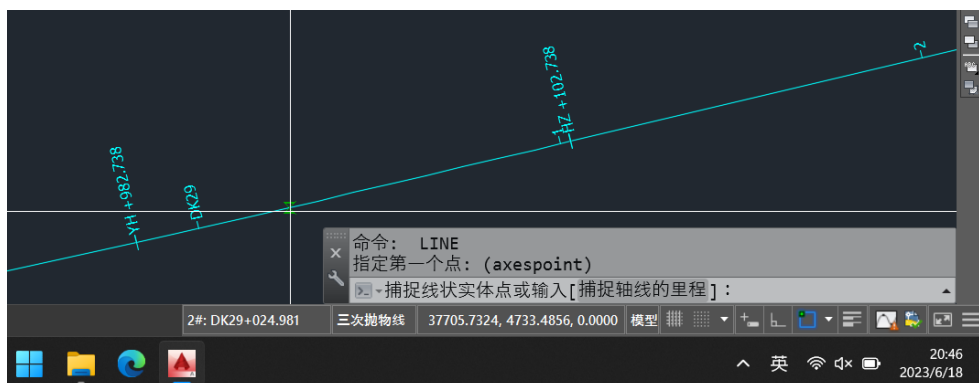 YH +982.738
DK29
1
HZ +102.738
2
命令: LINE
指定第一个点: (axespoint)
捕捉线状实体点或输入[捕捉轴线的里程]:
2#: DK29+024.981
三次抛物线
37705.7324, 4733.4856, 0.0000
模型
英
20:46
2023/6/18